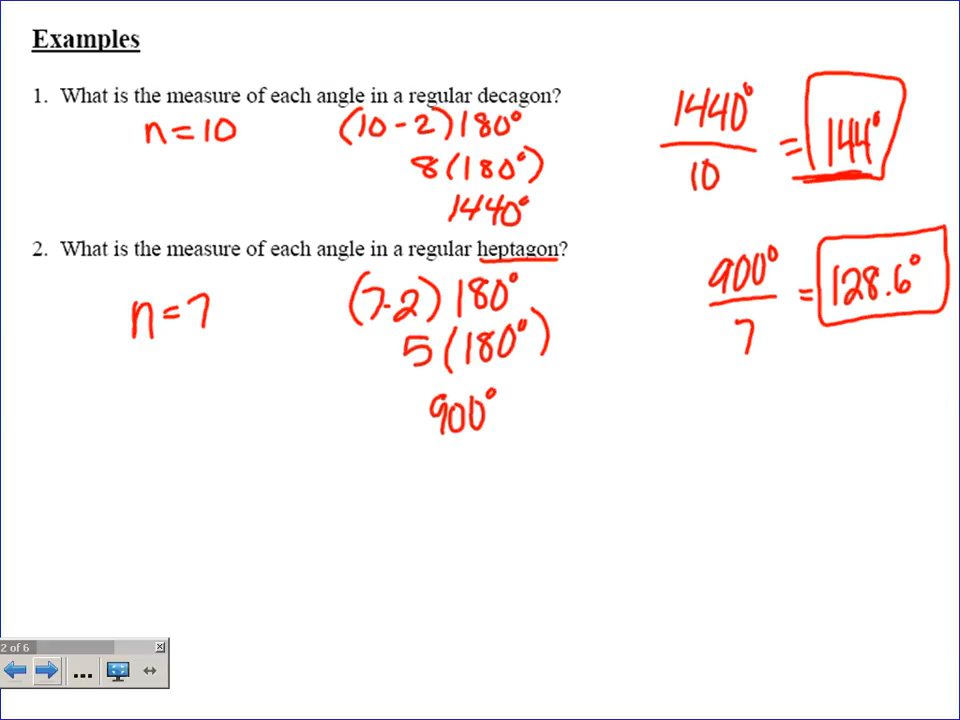 Examples
1. What is the measure of each angle in a regular decagon?
n = 10
(10 - 2) 180°
8 (180°)
1440°
1440°
10
= 144°
2. What is the measure of each angle in a regular heptagon?
n = 7
(7 - 2) 180°
5 (180°)
900°
900°
7
= 128.6°
2 of 6
...